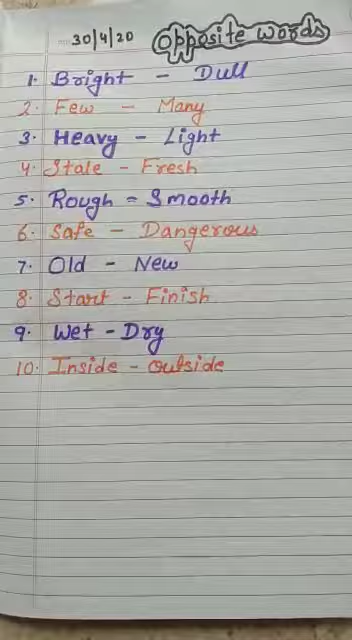 30/4/20 Opposite words
1. Bright - Dull
2. Few - Many
3. Heavy - Light
4. Stale - Fresh
5. Rough = Smooth
6. Safe - Dangerous
7. Old - New
8. Start - Finish
9. Wet - Dry
10. Inside - outside